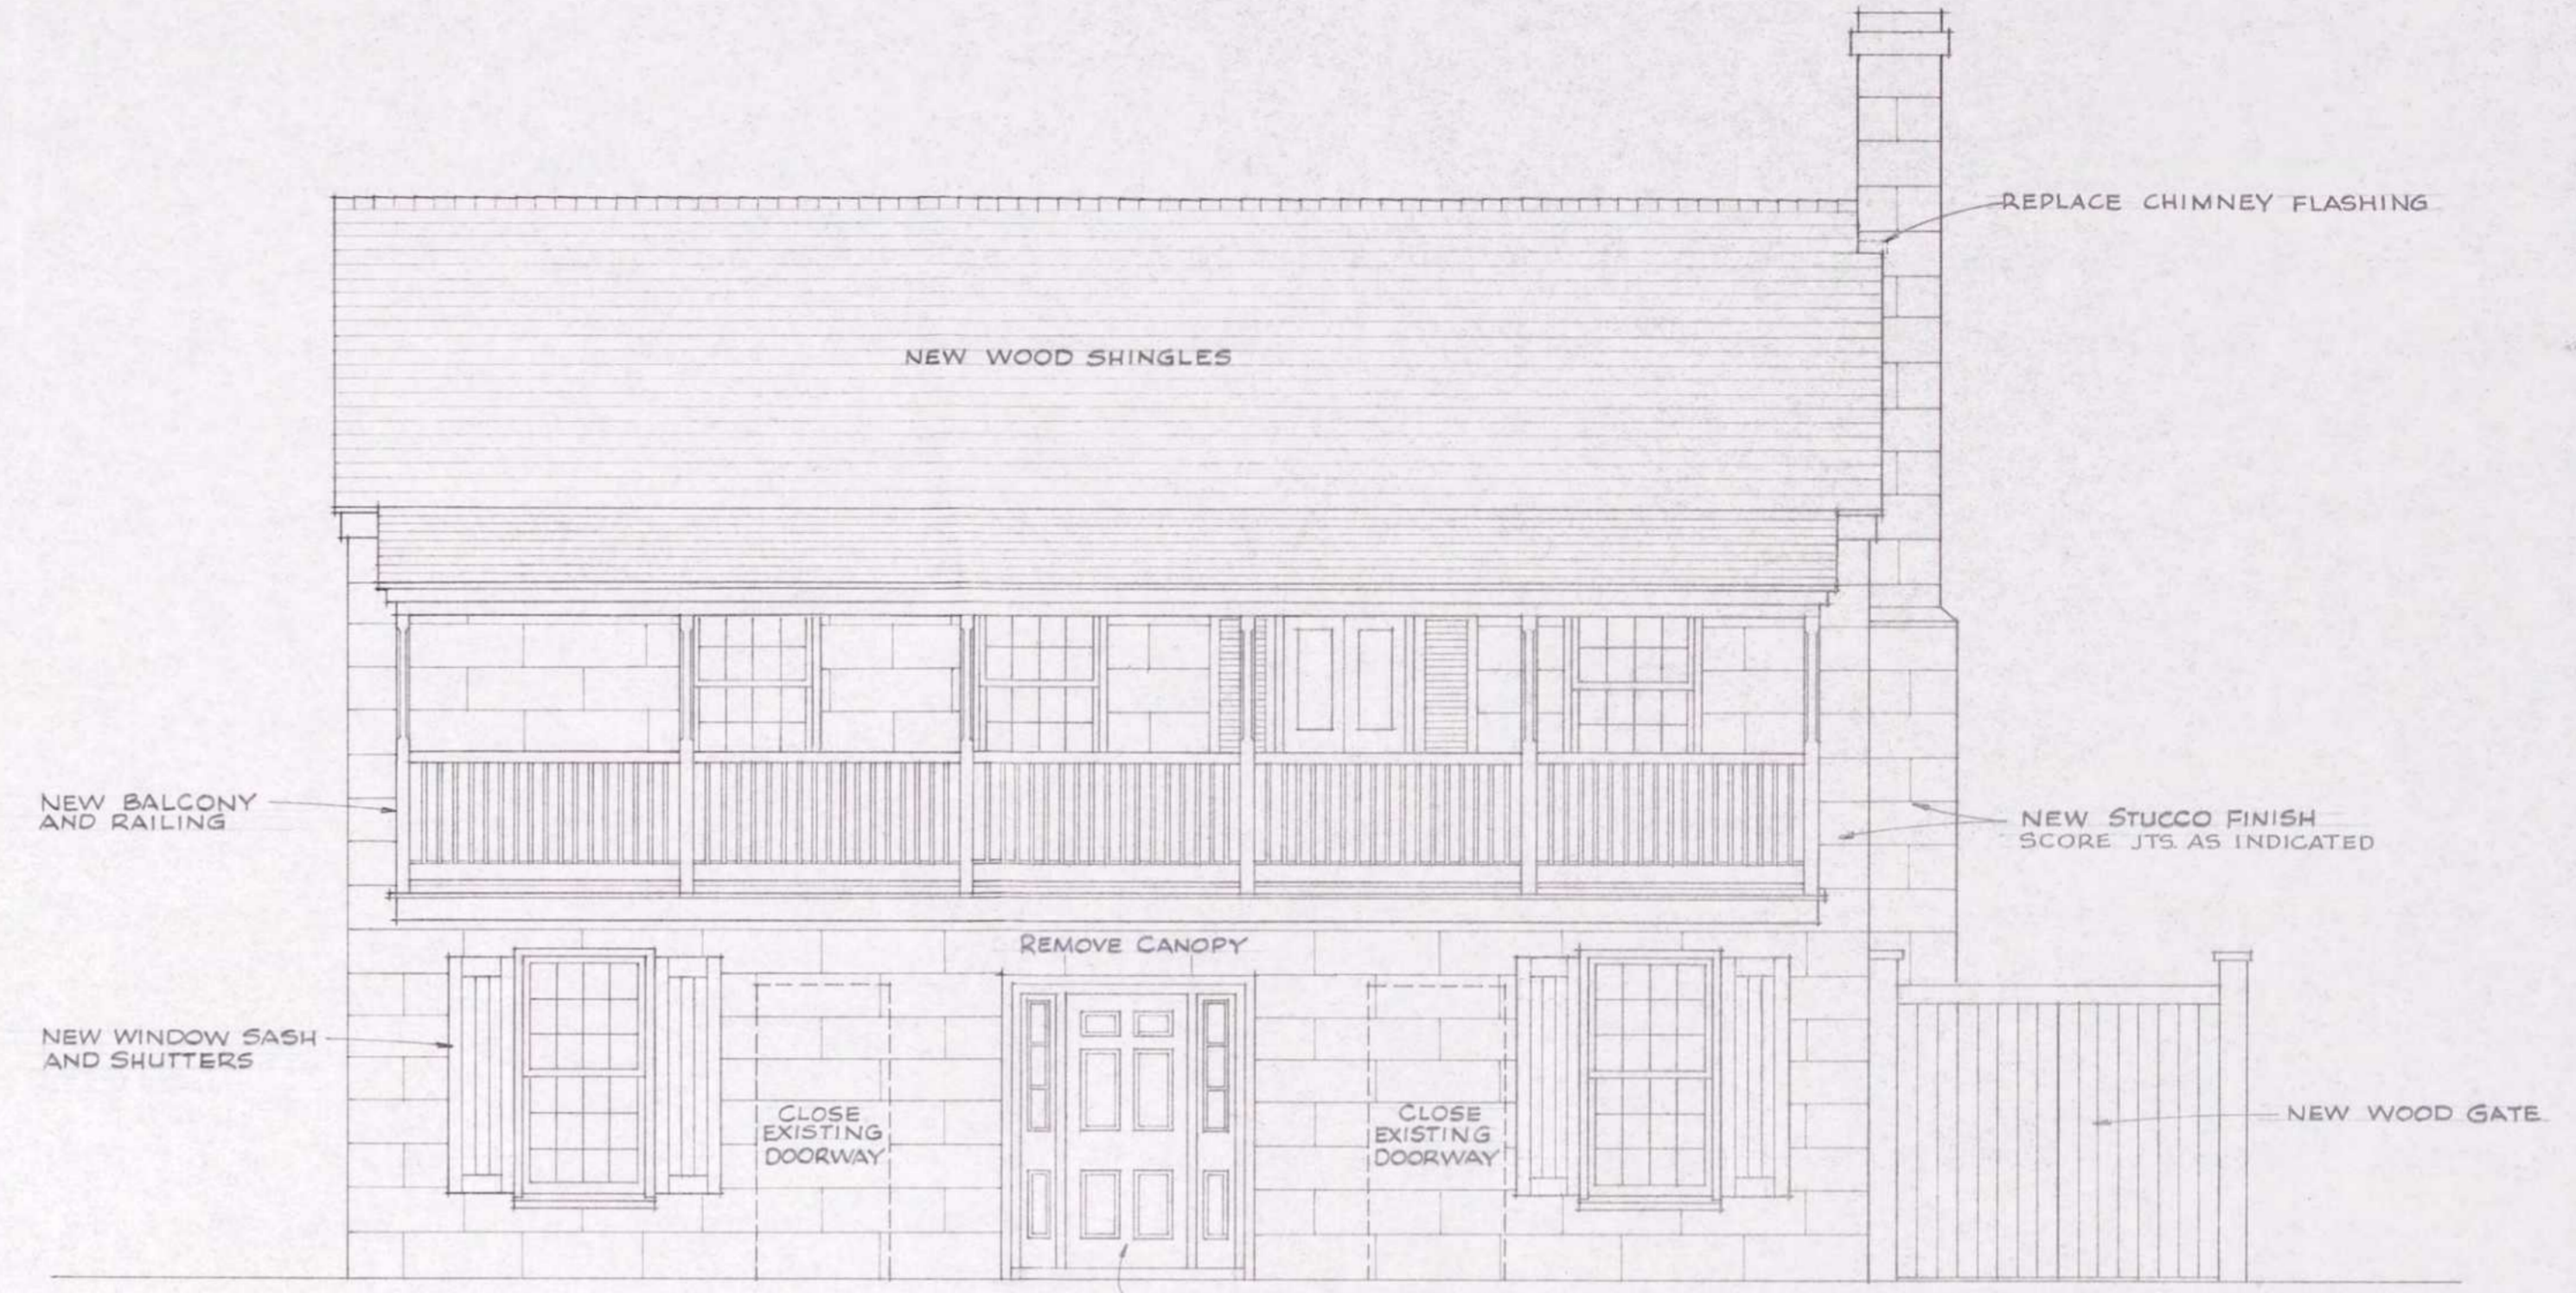 REPLACE CHIMNEY FLASHING
NEW WOOD SHINGLES
NEW BALCONY
AND RAILING
NEW STUCCO FINISH
SCORE JTS. AS INDICATED
REMOVE CANOPY
NEW WINDOW SASH
AND SHUTTERS
CLOSE
EXISTING
DOORWAY
CLOSE
EXISTING
DOORWAY
NEW WOOD GATE